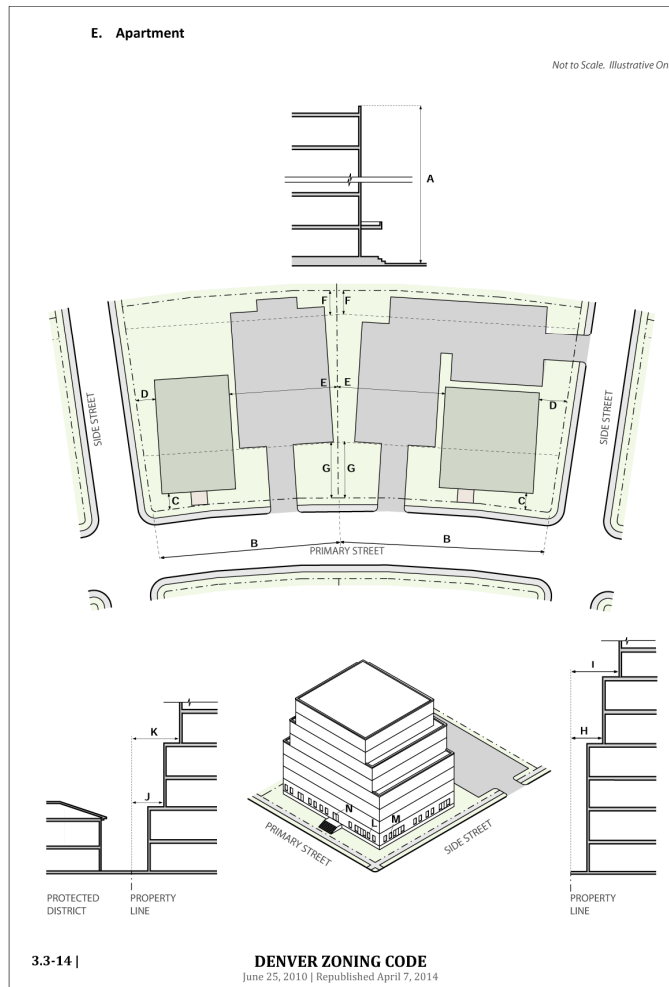 E. Apartment
Not to Scale. Illustrative On
A
F F
D E E D
SIDE STREET
SIDE STREET
G G
C C
B B
PRIMARY STREET
I
H
K
J
N L M
PRIMARY STREET
SIDE STREET
PROTECTED
DISTRICT
PROPERTY
LINE
PROPERTY
LINE
3.3-14 |
DENVER ZONING CODE
June 25, 2010 | Republished April 7, 2014